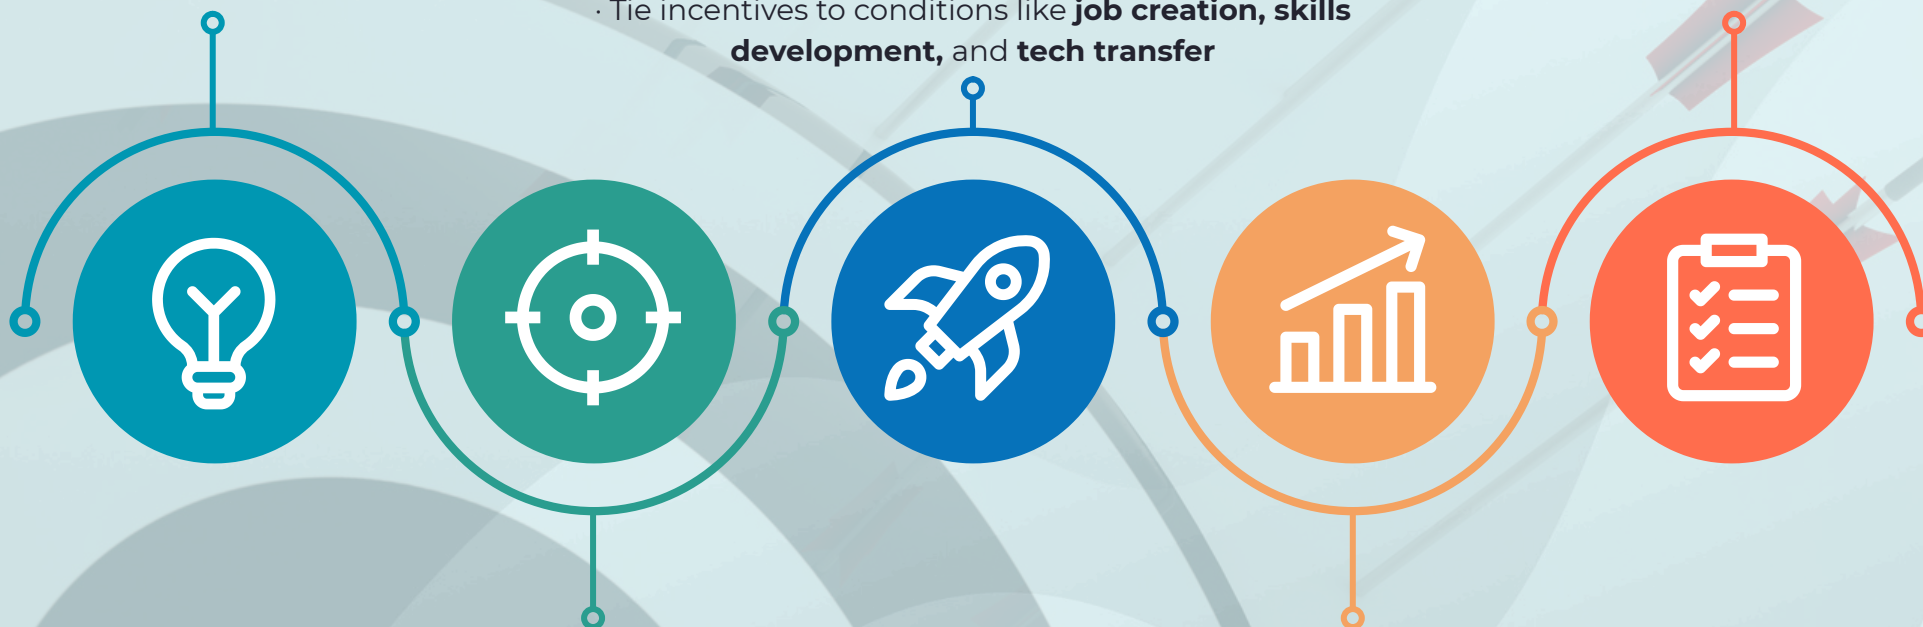 · Tie incentives to conditions like job creation, skills
development, and tech transfer